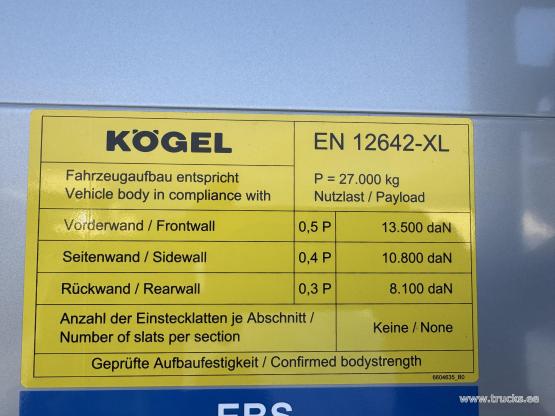 KÖGEL
EN 12642-XL
Fahrzeugaufbau entspricht
Vehicle body in compliance with
P = 27.000 kg
Nutzlast / Payload
Vorderwand / Frontwall 0,5 P 13.500 daN
Seitenwand / Sidewall 0,4 P 10.800 daN
Rückwand / Rearwall 0,3 P 8.100 daN
Anzahl der Einstecklatten je Abschnitt /
Number of slats per section
Keine / None
Geprüfte Aufbaufestigkeit / Confirmed bodystrength
6604635_B0
EBS
www.trucks.ee